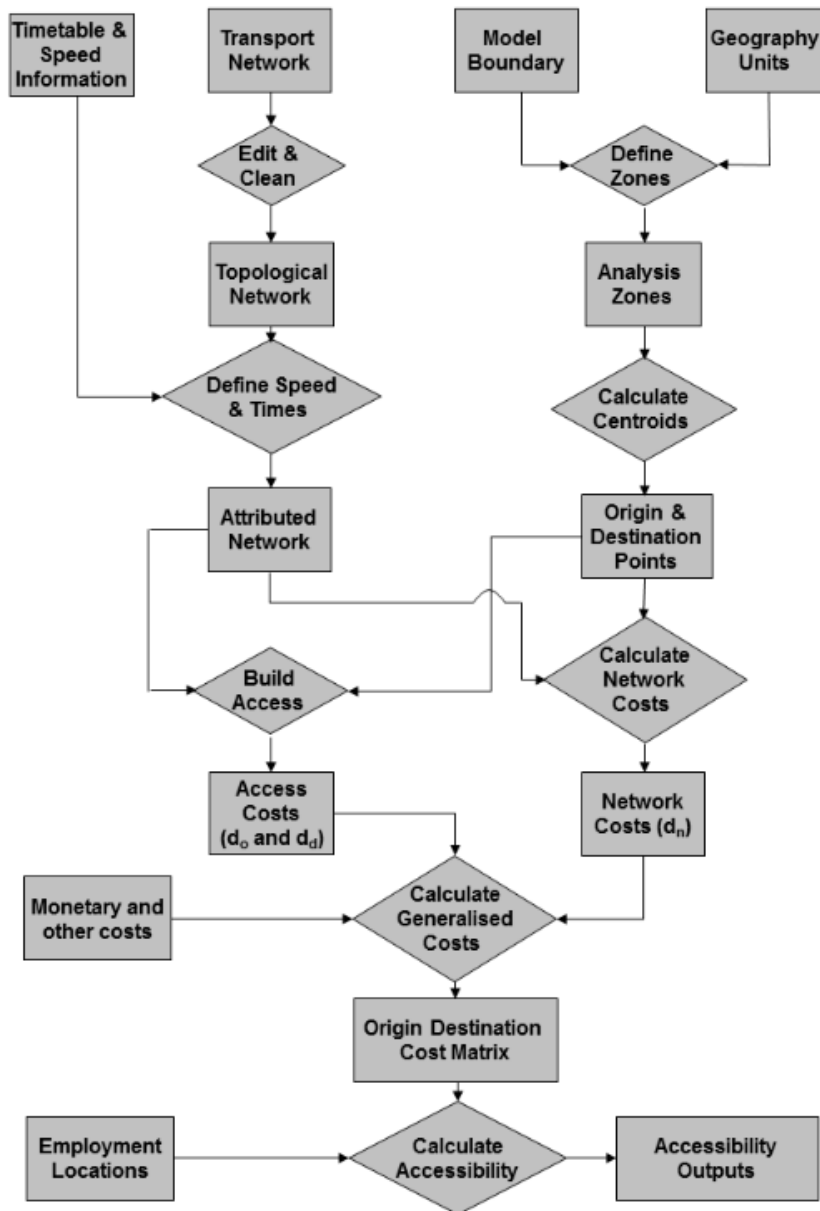 Timetable &
Speed
Information
Transport
Network
Model
Boundary
Geography
Units
Edit &
Clean
Define
Zones
Topological
Network
Analysis
Zones
Define Speed
& Times
Calculate
Centroids
Attributed
Network
Origin &
Destination
Points
Build
Access
Calculate
Network
Costs
Access
Costs
(dₒ and d_d)
Network
Costs (dₙ)
Monetary and
other costs
Calculate
Generalised
Costs
Origin Destination
Cost Matrix
Employment
Locations
Calculate
Accessibility
Accessibility
Outputs